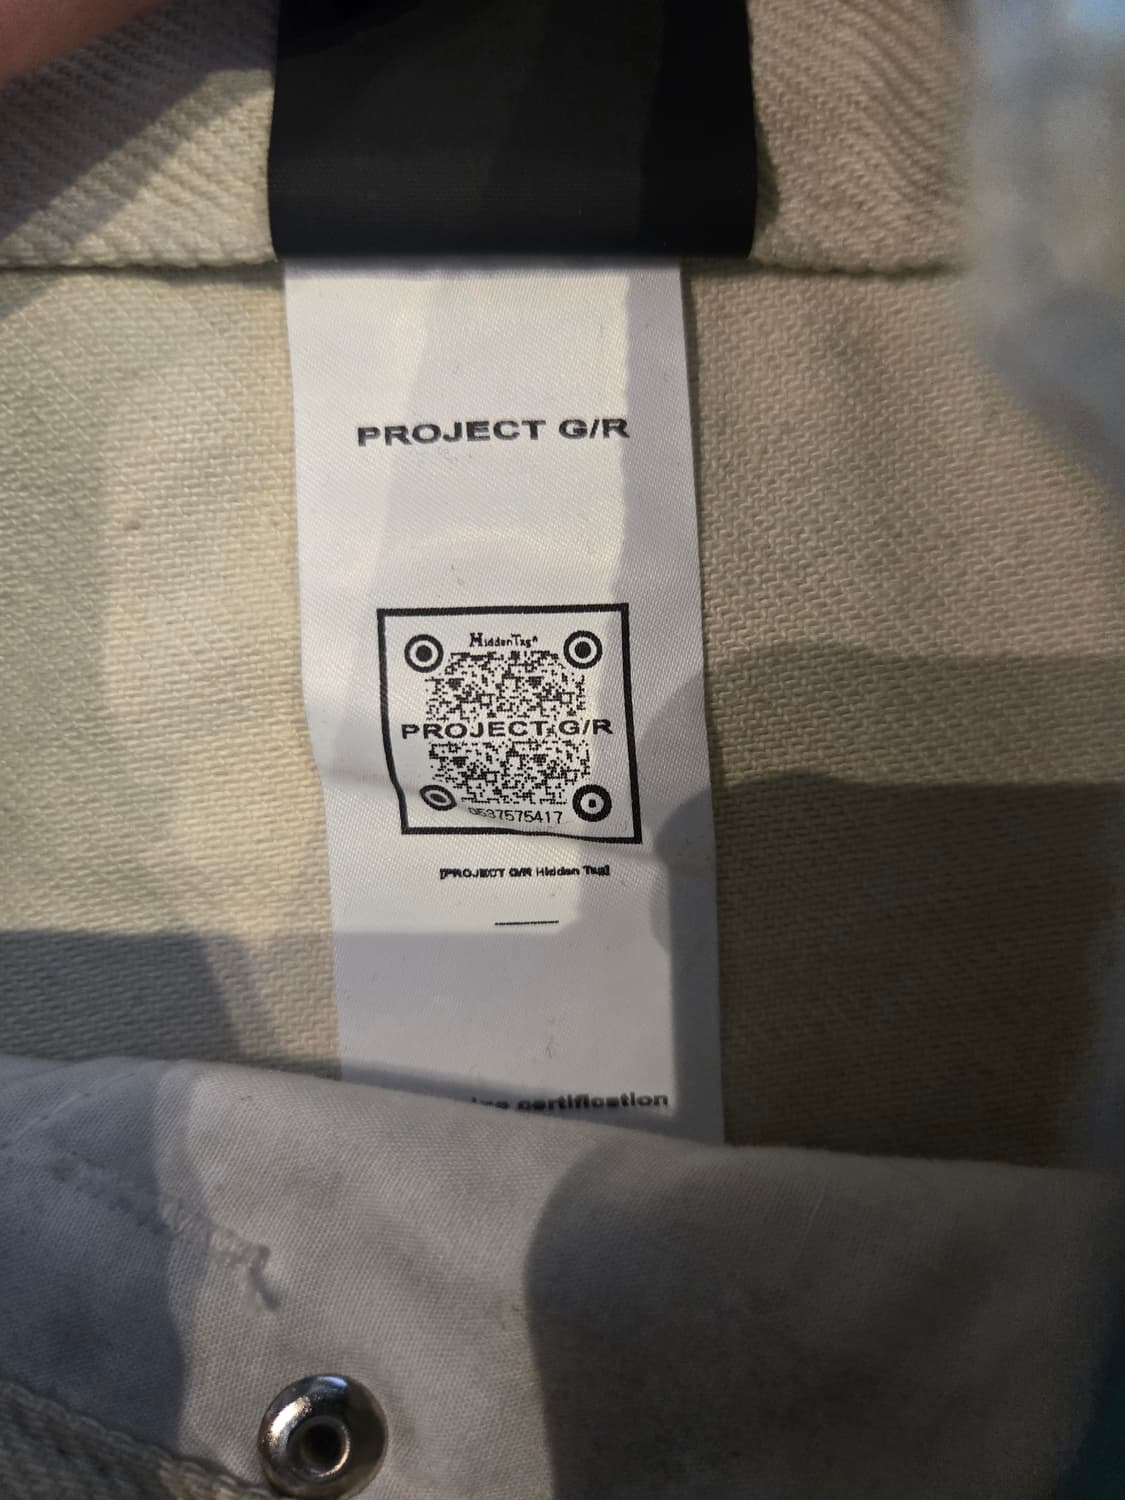 PROJECT G/R
HiddenTag®
PROJECT G/R
0537575417
[PROJECT G/R Hidden Tag]
certification